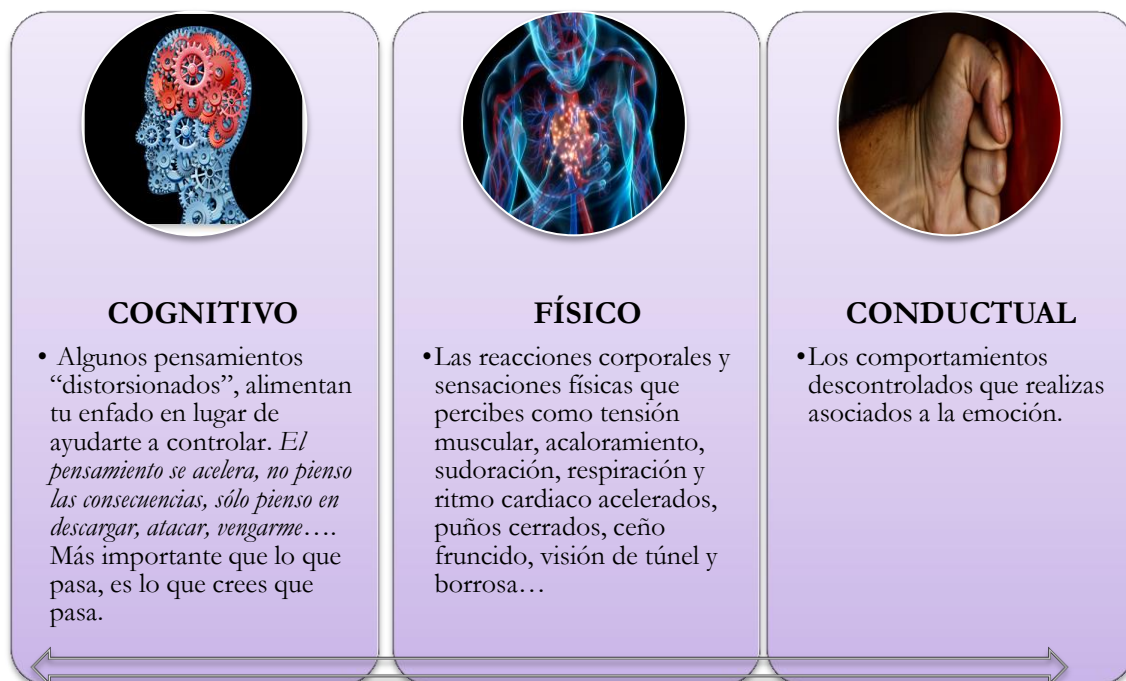 COGNITIVO
• Algunos pensamientos
“distorsionados”, alimentan
tu enfado en lugar de
ayudarte a controlar. El
pensamiento se acelera, no pienso
las consecuencias, sólo pienso en
descargar, atacar, vengarme….
Más importante que lo que
pasa, es lo que crees que
pasa.
FÍSICO
•Las reacciones corporales y
sensaciones físicas que
percibes como tensión
muscular, acaloramiento,
sudoración, respiración y
ritmo cardiaco acelerados,
puños cerrados, ceño
fruncido, visión de túnel y
borrosa…
CONDUCTUAL
•Los comportamientos
descontrolados que realizas
asociados a la emoción.